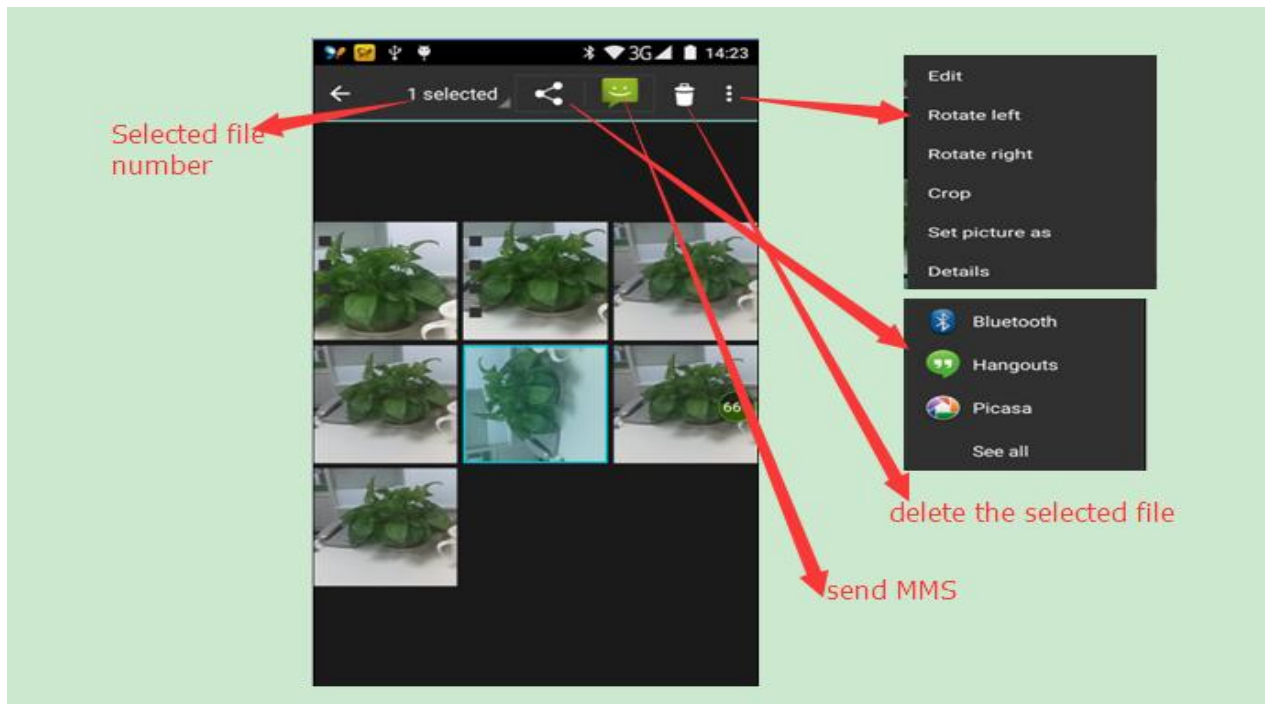 3G 14:23
1 selected
Selected file
number
66
Edit
Rotate left
Rotate right
Crop
Set picture as
Details
Bluetooth
Hangouts
Picasa
See all
delete the selected file
send MMS